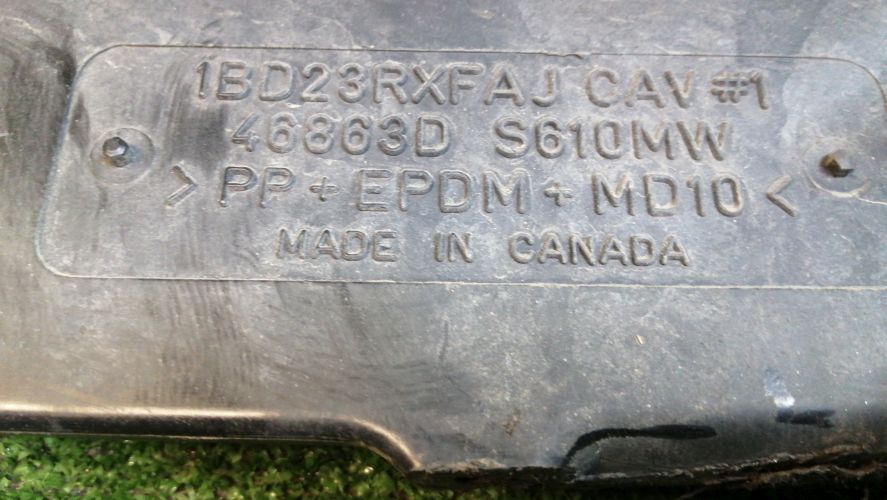 1BD23RXFAJ CAV #1
46863D S610MW
> PP + EPDM + MD10 <
MADE IN CANADA